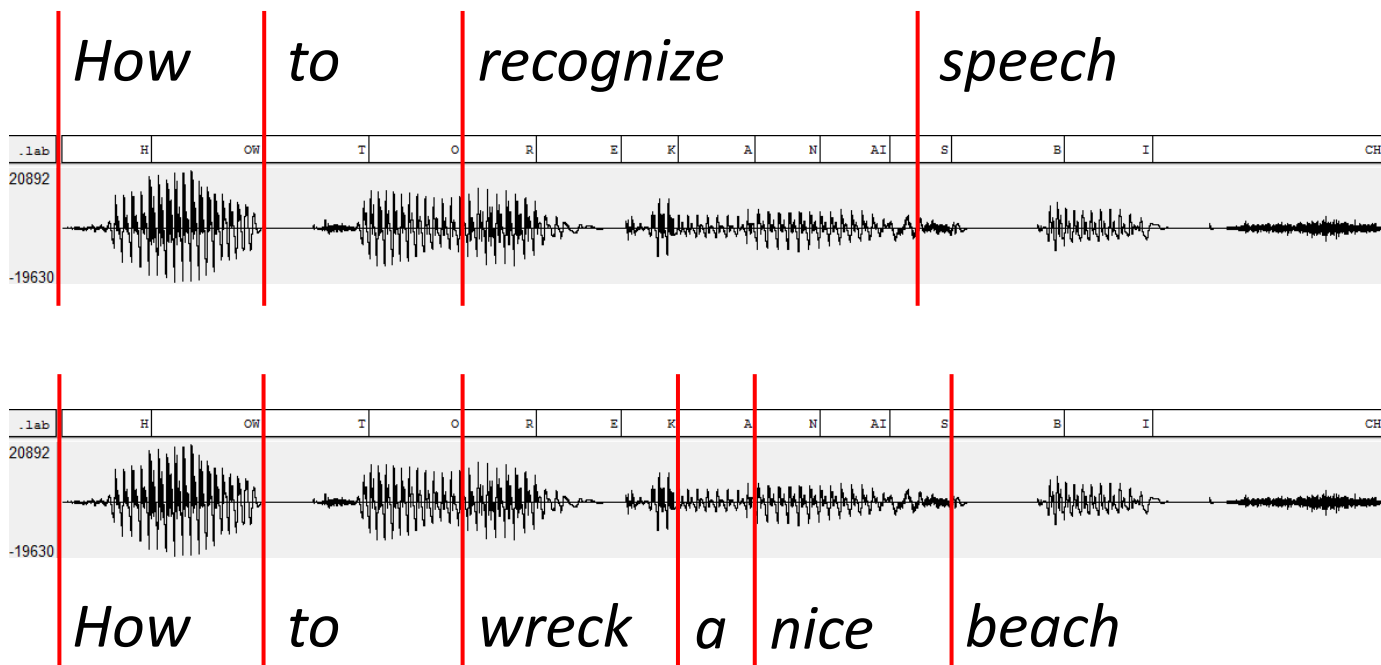 How to recognize speech
.lab H OW T O R E K A N AI S B I CH
20892
-19630
.lab H OW T O R E K A N AI S B I CH
20892
-19630
How to wreck a nice beach